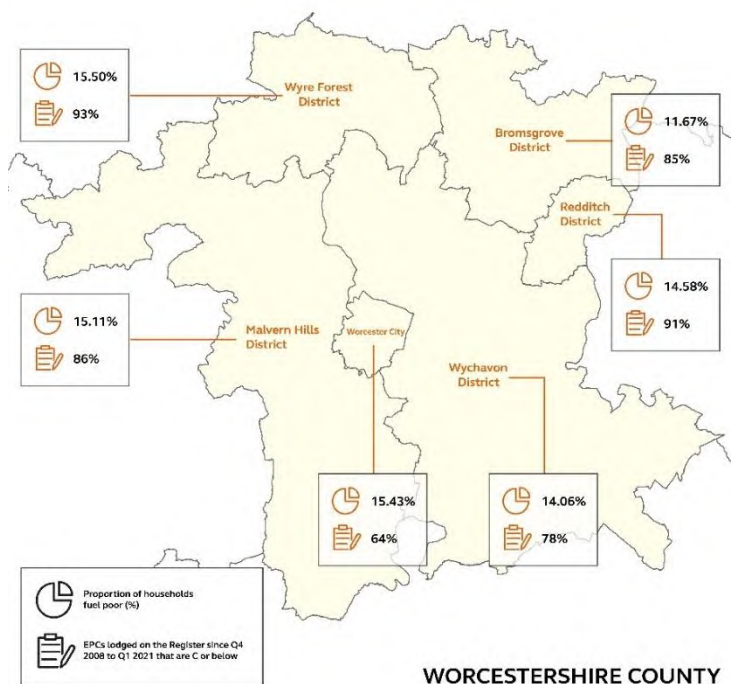 15.50%
93%
Wyre Forest
District
11.67%
85%
Bromsgrove
District
Redditch
District
14.58%
91%
15.11%
86%
Malvern Hills
District
Worcestor City
Wychavon
District
15.43%
64%
14.06%
78%
Proportion of households
fuel poor (%)
EPCs lodged on the Register since Q4
2008 to Q1 2021 that are C or below
WORCESTERSHIRE COUNTY